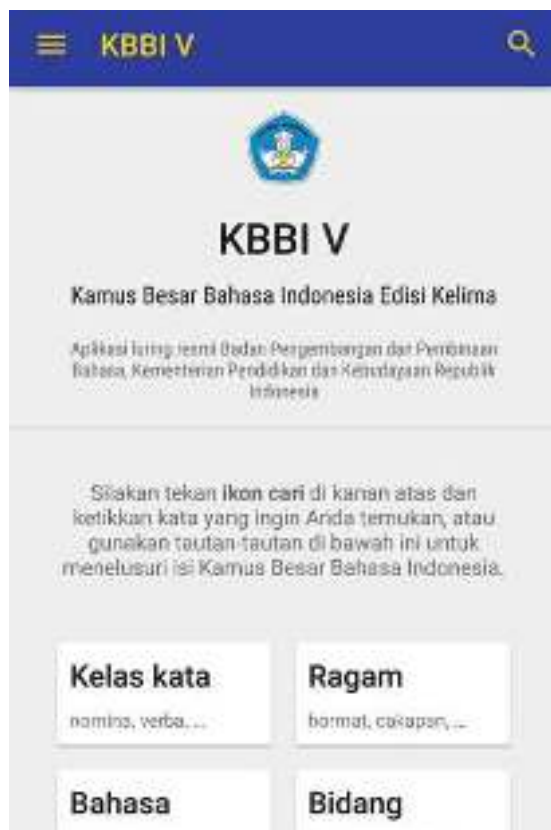 KBBI V
KBBI V
Kamus Besar Bahasa Indonesia Edisi Kelima
Aplikasi luring resmi Badan Pengembangan dan Pembinaan
Bahasa, Kementerian Pendidikan dan Kebudayaan Republik
Indonesia
Silakan tekan ikon cari di kanan atas dan
ketikkan kata yang ingin Anda temukan, atau
gunakan tautan-tautan di bawah ini untuk
menelusuri isi Kamus Besar Bahasa Indonesia.
Kelas kata
Ragam
nomina, verba, ...
hormat, cakapan, ...
Bahasa
Bidang